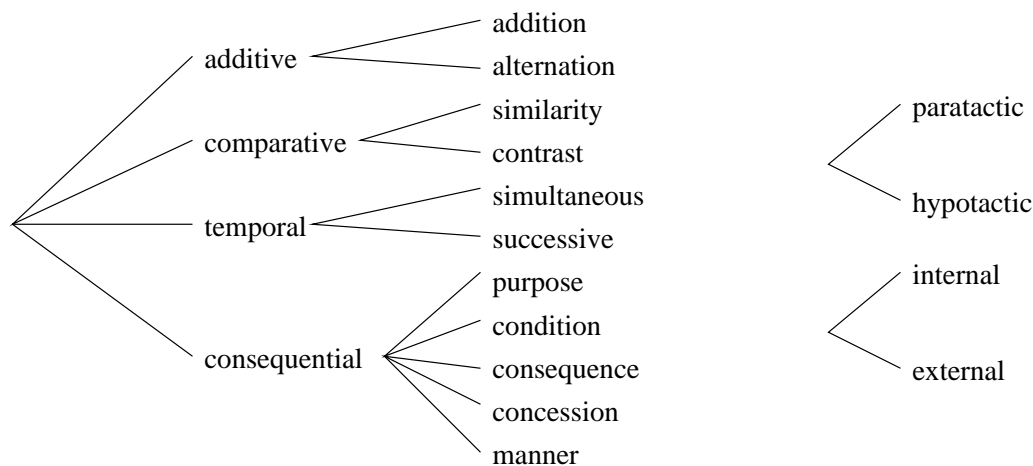 additive
comparative
temporal
consequential
addition
alternation
similarity
contrast
simultaneous
successive
purpose
condition
consequence
concession
manner
paratactic
hypotactic
internal
external